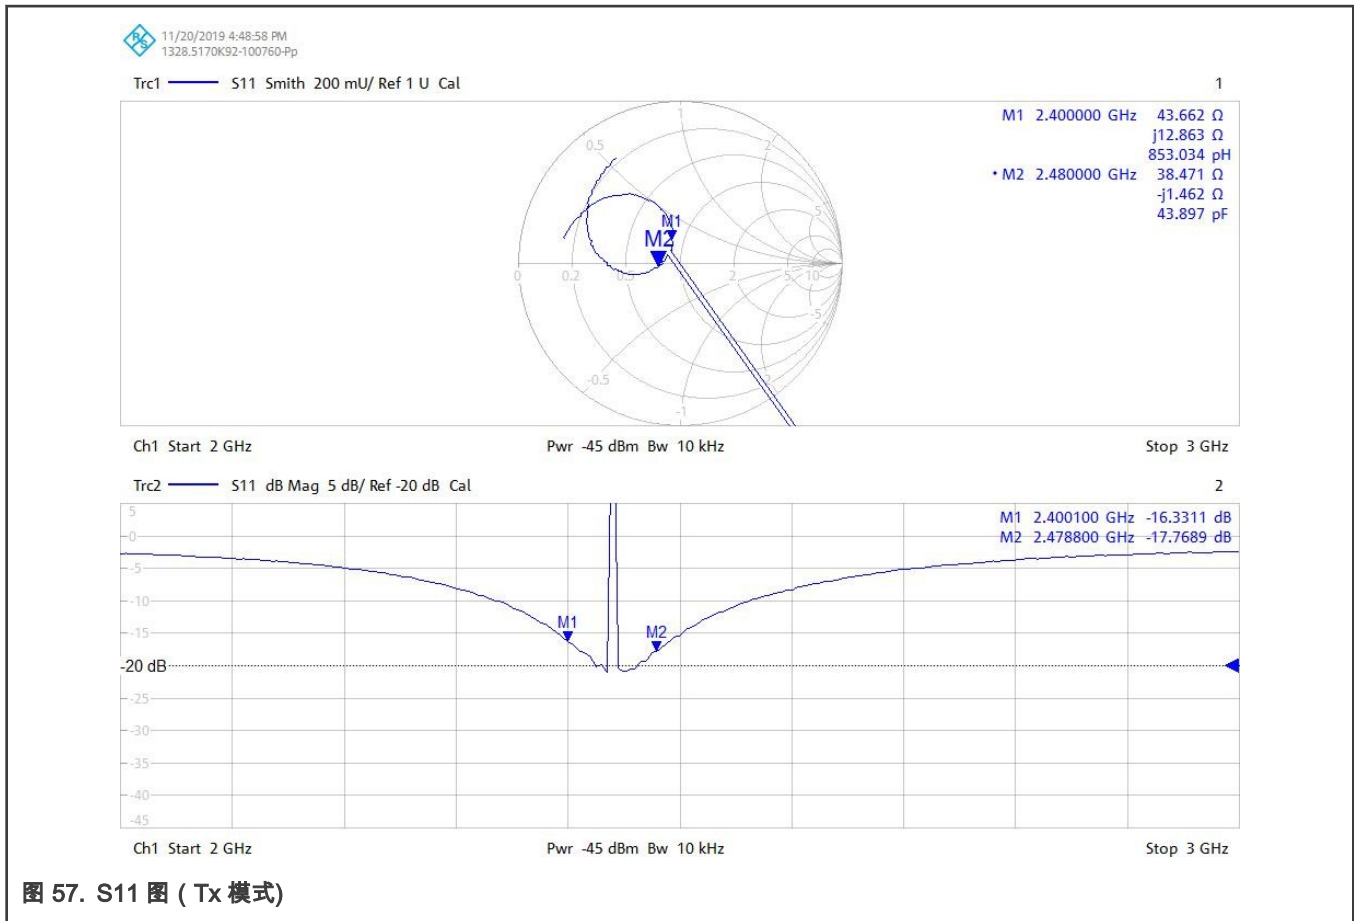 R&S
11/20/2019 4:48:58 PM
1328.5170K92-100760-Pp
Trc1 S11 Smith 200 mU/ Ref 1 U Cal 1
M1 2.400000 GHz 43.662 Ω
j12.863 Ω
853.034 pH
• M2 2.480000 GHz 38.471 Ω
-j1.462 Ω
43.897 pF
1
0.5
2
5
M1
M2
0 0.2 0.5 2 5 10
-5
-0.5
-1
Ch1 Start 2 GHz Pwr -45 dBm Bw 10 kHz Stop 3 GHz
Trc2 S11 dB Mag 5 dB/ Ref -20 dB Cal 2
M1 2.400100 GHz -16.3311 dB
M2 2.478800 GHz -17.7689 dB
5
0
-5
-10
-15
M1
M2
-20 dB
-25
-30
-35
-40
-45
Ch1 Start 2 GHz Pwr -45 dBm Bw 10 kHz Stop 3 GHz
图 57. S11 图 ( Tx 模式)